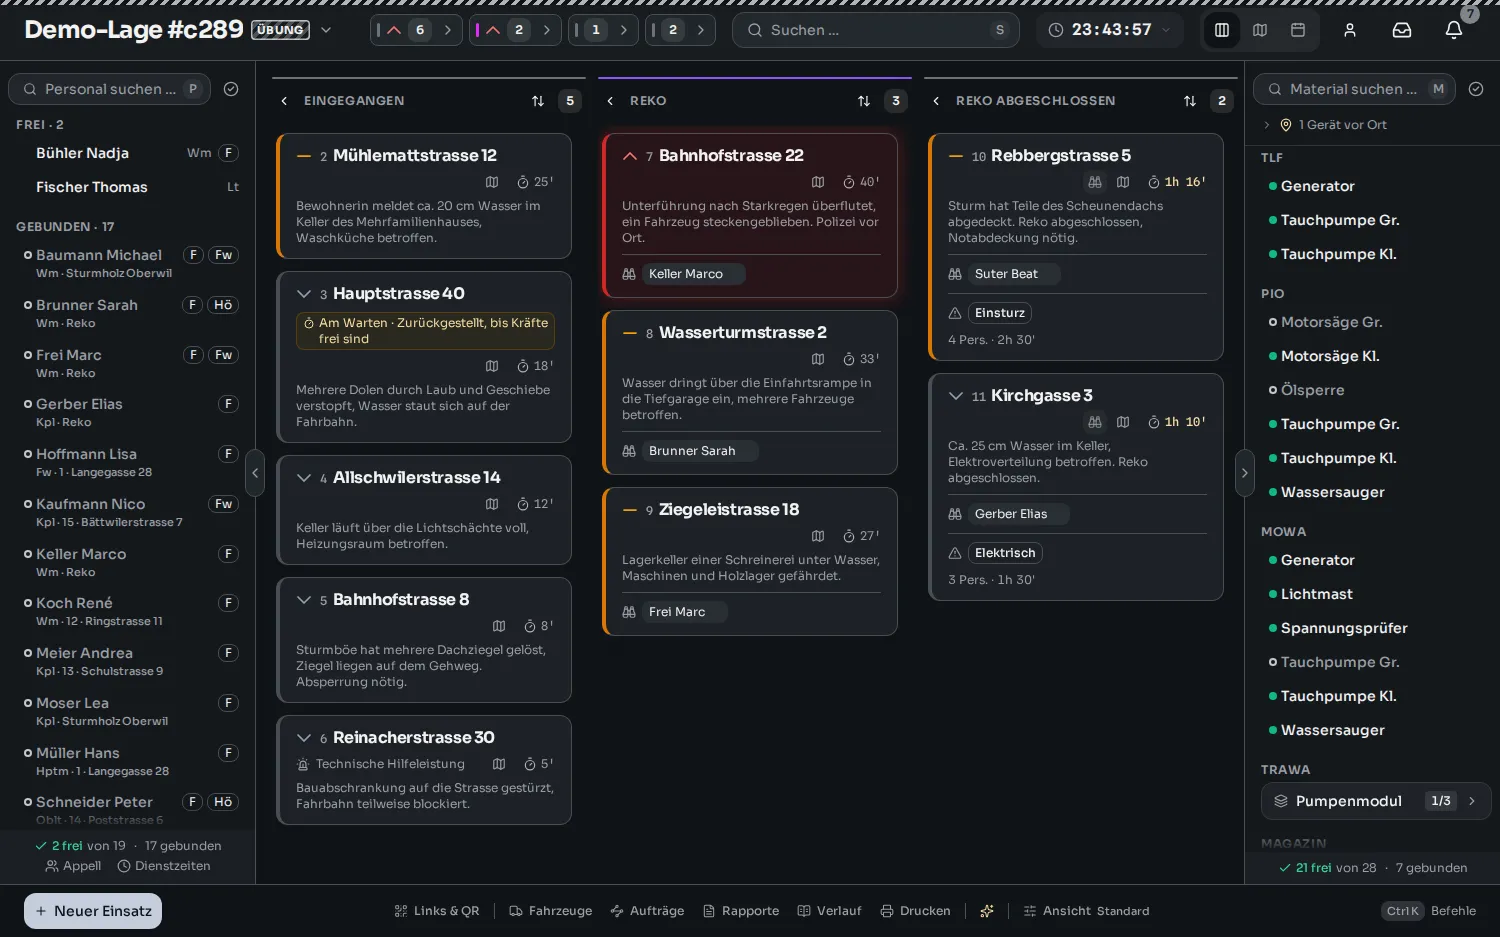 Demo-Lage #c289 ÜBUNG
6
2
1
2
Suchen ... S
23:43:57
7
Personal suchen ... P
FREI · 2
Bühler Nadja Wm F
Fischer Thomas Lt
GEBUNDEN · 17
Baumann Michael F Fw
Wm · Sturmholz Oberwil
Brunner Sarah F Hö
Wm · Reko
Frei Marc F Fw
Wm · Reko
Gerber Elias F
Kpl · Reko
Hoffmann Lisa F
Fw · 1 · Langegasse 28
Kaufmann Nico Fw
Kpl · 15 · Bättwilerstrasse 7
Keller Marco F
Wm · Reko
Koch René F
Wm · 12 · Ringstrasse 11
Meier Andrea F
Kpl · 13 · Schulstrasse 9
Moser Lea F
Kpl · Sturmholz Oberwil
Müller Hans F
Hptm · 1 · Langegasse 28
Schneider Peter F Hö
Oblt · 14 · Poststrasse 6
2 frei von 19 · 17 gebunden
Appell Dienstzeiten
EINGEGANGEN 5
2 Mühlemattstrasse 12
25'
Bewohnerin meldet ca. 20 cm Wasser im
Keller des Mehrfamilienhauses,
Waschküche betroffen.
3 Hauptstrasse 40
Am Warten · Zurückgestellt, bis Kräfte
frei sind
18'
Mehrere Dolen durch Laub und Geschiebe
verstopft, Wasser staut sich auf der
Fahrbahn.
4 Allschwilerstrasse 14
12'
Keller läuft über die Lichtschächte voll,
Heizungsraum betroffen.
5 Bahnhofstrasse 8
8'
Sturmböe hat mehrere Dachziegel gelöst,
Ziegel liegen auf dem Gehweg.
Absperrung nötig.
6 Reinacherstrasse 30
Technische Hilfeleistung 5'
Bauabschrankung auf die Strasse gestürzt,
Fahrbahn teilweise blockiert.
REKO 3
7 Bahnhofstrasse 22
40'
Unterführung nach Starkregen überflutet,
ein Fahrzeug steckengeblieben. Polizei vor
Ort.
Keller Marco
8 Wasserturmstrasse 2
33'
Wasser dringt über die Einfahrtsrampe in
die Tiefgarage ein, mehrere Fahrzeuge
betroffen.
Brunner Sarah
9 Ziegeleistrasse 18
27'
Lagerkeller einer Schreinerei unter Wasser,
Maschinen und Holzlager gefährdet.
Frei Marc
REKO ABGESCHLOSSEN 2
10 Rebbergstrasse 5
1h 16'
Sturm hat Teile des Scheunendachs
abgedeckt. Reko abgeschlossen,
Notabdeckung nötig.
Suter Beat
Einsturz
4 Pers. · 2h 30'
11 Kirchgasse 3
1h 10'
Ca. 25 cm Wasser im Keller,
Elektroverteilung betroffen. Reko
abgeschlossen.
Gerber Elias
Elektrisch
3 Pers. · 1h 30'
Material suchen ... M
1 Gerät vor Ort
TLF
Generator
Tauchpumpe Gr.
Tauchpumpe Kl.
PIO
Motorsäge Gr.
Motorsäge Kl.
Ölsperre
Tauchpumpe Gr.
Tauchpumpe Kl.
Wassersauger
MOWA
Generator
Lichtmast
Spannungsprüfer
Tauchpumpe Gr.
Tauchpumpe Kl.
Wassersauger
TRAWA
Pumpenmodul 1/3
MAGAZIN
21 frei von 28 · 7 gebunden
+ Neuer Einsatz
Links & QR
Fahrzeuge
Aufträge
Rapporte
Verlauf
Drucken
Ansicht Standard
Ctrl K Befehle